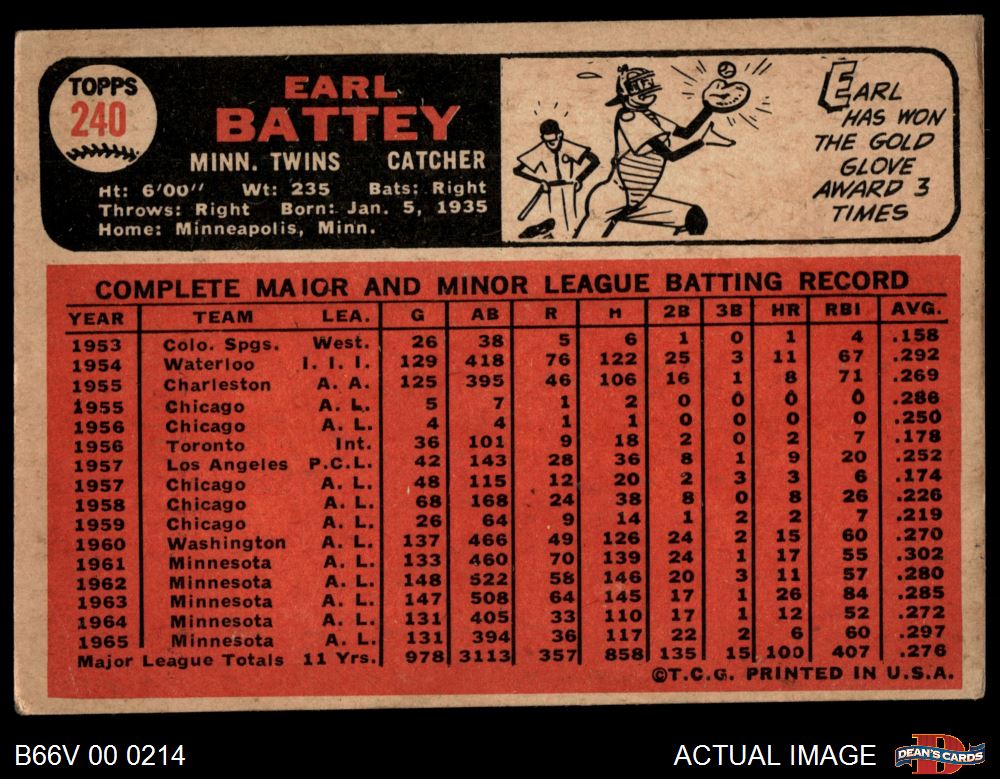 TOPPS
240
EARL
BATTEY
MINN. TWINS CATCHER
Ht: 6'00" Wt: 235 Bats: Right
Throws: Right Born: Jan. 5, 1935
Home: Minneapolis, Minn.
EARL
HAS WON
THE GOLD
GLOVE
AWARD 3
TIMES
COMPLETE MAJOR AND MINOR LEAGUE BATTING RECORD
YEAR TEAM LEA. G AB R H 2B 3B HR RBI AVG.
1953 Colo. Spgs. West. 26 38 5 6 1 0 1 4 .158
1954 Waterloo I. I. I. 129 418 76 122 25 3 11 67 .292
1955 Charleston A. A. 125 395 46 106 16 1 8 71 .269
1955 Chicago A. L. 5 7 1 2 0 0 0 0 .286
1956 Chicago A. L. 4 4 1 1 0 0 0 0 .250
1956 Toronto Int. 36 101 9 18 2 0 2 7 .178
1957 Los Angeles P.C.L. 42 143 28 36 8 1 9 20 .252
1957 Chicago A. L. 48 115 12 20 2 3 3 6 .174
1958 Chicago A. L. 68 168 24 38 8 0 8 26 .226
1959 Chicago A. L. 26 64 9 14 1 2 2 7 .219
1960 Washington A. L. 137 466 49 126 24 2 15 60 .270
1961 Minnesota A. L. 133 460 70 139 24 1 17 55 .302
1962 Minnesota A. L. 148 522 58 146 20 3 11 57 .280
1963 Minnesota A. L. 147 508 64 145 17 1 26 84 .285
1964 Minnesota A. L. 131 405 33 110 17 1 12 52 .272
1965 Minnesota A. L. 131 394 36 117 22 2 6 60 .297
Major League Totals 11 Yrs. 978 3113 357 858 135 15 100 407 .276
©T.C.G. PRINTED IN U.S.A.
B66V 00 0214 ACTUAL IMAGE DEAN'S CARDS